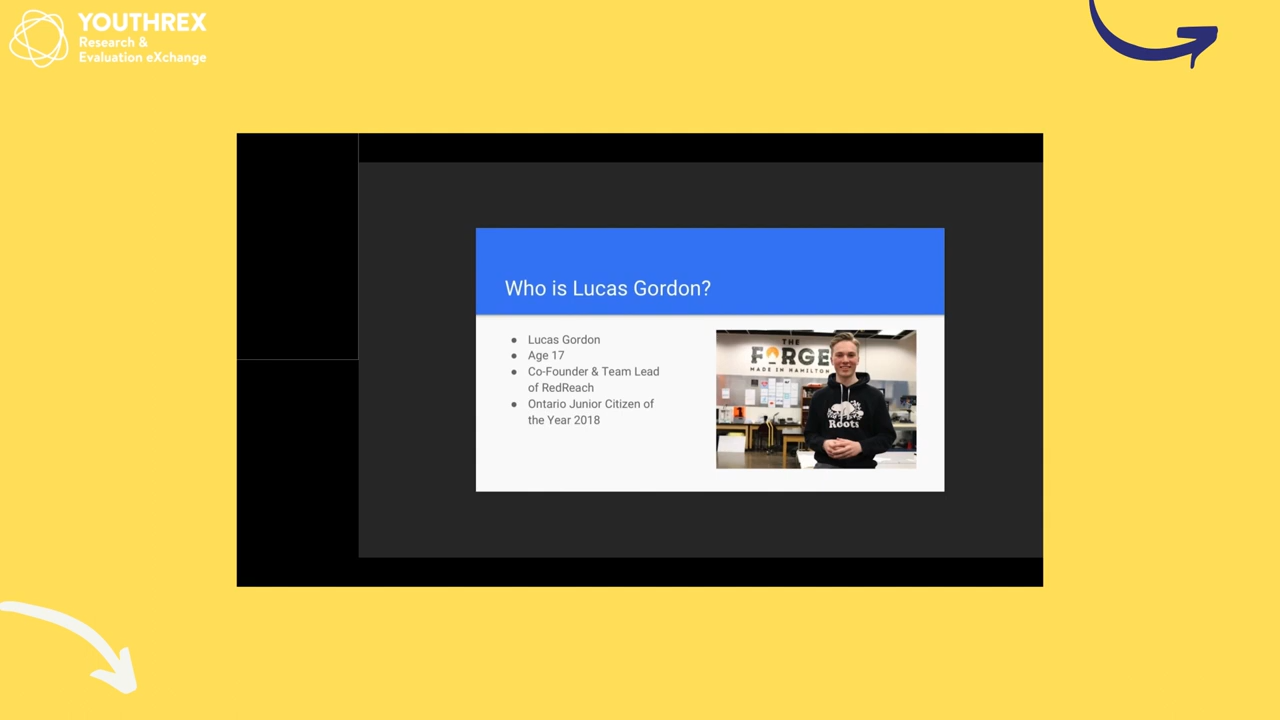 YOUTHREX
Research &
Evaluation eXchange
Who is Lucas Gordon?
● Lucas Gordon
● Age 17
● Co-Founder & Team Lead
of RedReach
● Ontario Junior Citizen of
the Year 2018
THE
FORGE
MADE IN HAMILTON
Roots